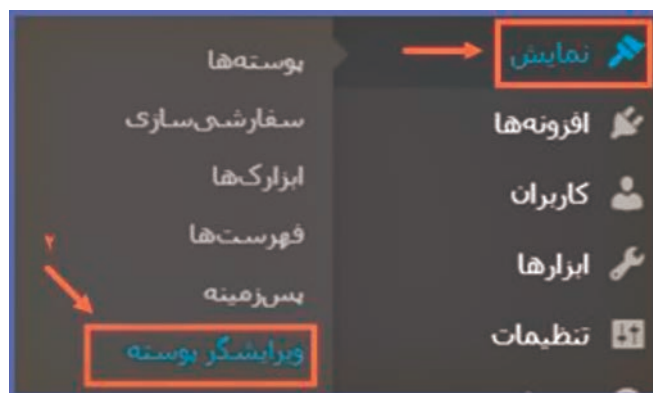 نمایش
افزونه‌ها
کاربران
ابزارها
تنظیمات
پوسته‌ها
سفارشی‌سازی
ابزارک‌ها
فهرست‌ها
۲
پس‌زمینه
ویرایشگر پوسته